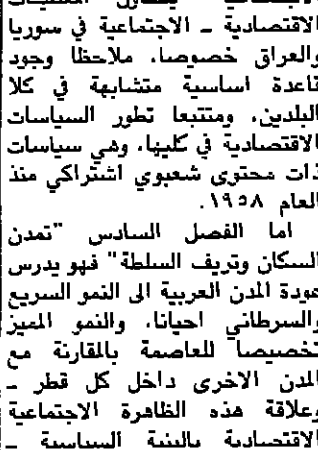 الاقتصادية ـ الاجتماعية في سوريا
والعراق خصوصا، ملاحظا وجود
قاعدة اساسية متشابهة في كلا
البلدين، ومتتبعا تطور السياسات
الاقتصادية في كليها، وهي سياسات
ذات محتوى شعبوي اشتراكي منذ
العام ١٩٥٨.
اما الفصل السادس "تمدن
السكان وتريف السلطة" فهو يدرس
عودة المدن العربية الى النمو السريع
والسرطاني احيانا، والنمو المميز
تخصيصا للعاصمة بالمقارنة مع
المدن الاخرى داخل كل قطر ـ
وعلاقة هذه الظاهرة الاجتماعية
الاقتصادية بالبنية السياسية ـ